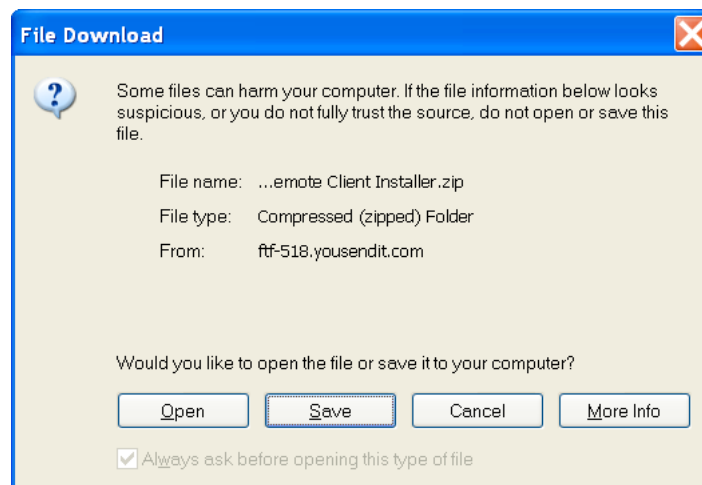 File Download
Some files can harm your computer. If the file information below looks
suspicious, or you do not fully trust the source, do not open or save this
file.
File name: ...emote Client Installer.zip
File type: Compressed (zipped) Folder
From: ftf-518.yousendit.com
Would you like to open the file or save it to your computer?
Open Save Cancel More Info
Always ask before opening this type of file